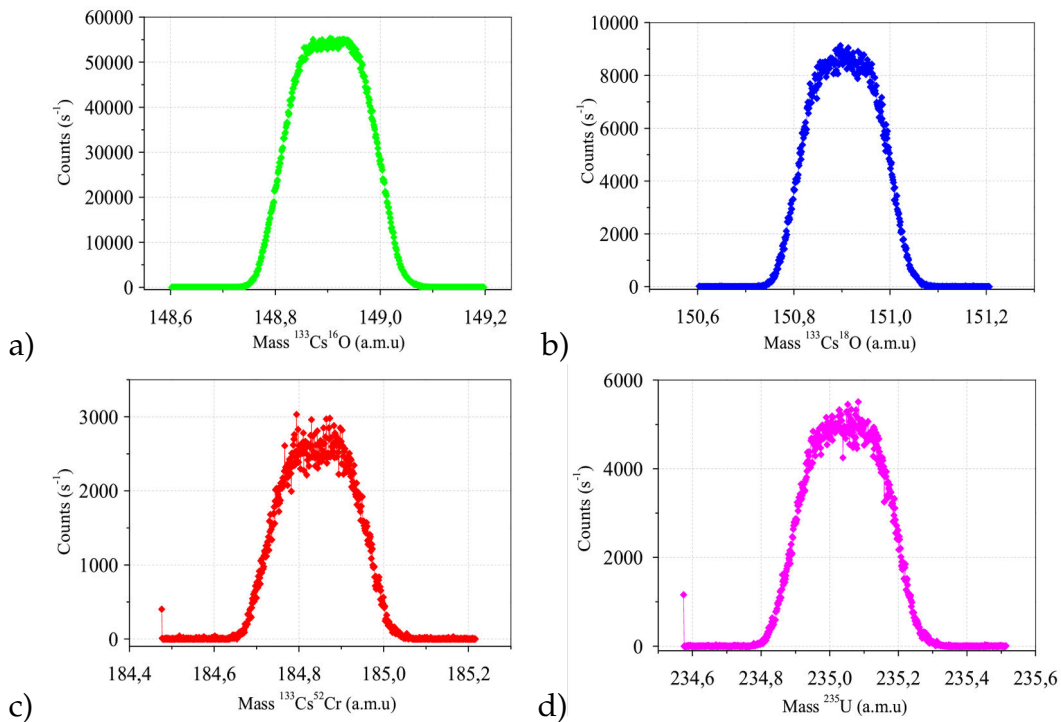 60000
50000
40000
30000
20000
10000
0
Counts (s⁻¹)
148,6 148,8 149,0 149,2
Mass ¹³³Cs¹⁶O (a.m.u)
a)
10000
8000
6000
4000
2000
0
Counts (s⁻¹)
150,6 150,8 151,0 151,2
Mass ¹³³Cs¹⁸O (a.m.u)
b)
3000
2000
1000
0
Counts (s⁻¹)
184,4 184,6 184,8 185,0 185,2
Mass ¹³³Cs⁵²Cr (a.m.u)
c)
6000
4000
2000
0
Counts (s⁻¹)
234,6 234,8 235,0 235,2 235,5 235,6
Mass ²³⁵U (a.m.u)
d)